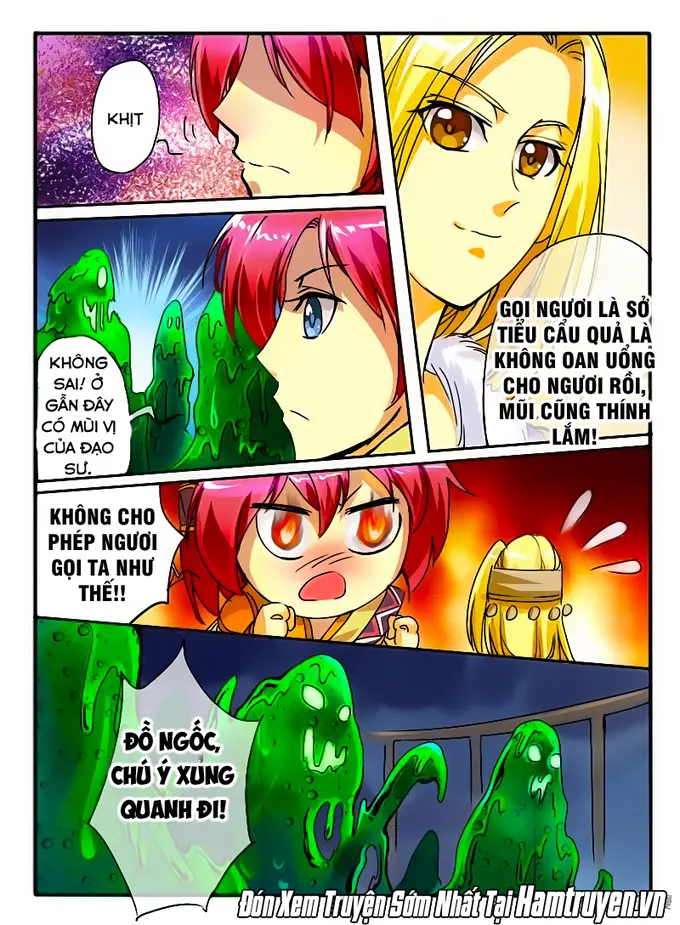 KHỊT
GỌI NGƯƠI LÀ SỞ
TIỂU CẨU QUẢ LÀ
KHÔNG OAN UỔNG
CHO NGƯƠI RỒI,
MŨI CŨNG THÍNH
LẮM!
KHÔNG
SAI! Ở
GẦN ĐÂY
CÓ MŨI VỊ
CỦA ĐẠO
SƯ.
KHÔNG CHO
PHÉP NGƯƠI
GỌI TA NHƯ
THẾ!!
ĐỒ NGỐC,
CHÚ Ý XUNG
QUANH ĐI!
Đón Xem Truyện Sớm Nhất Tại Hamtruyen.vn